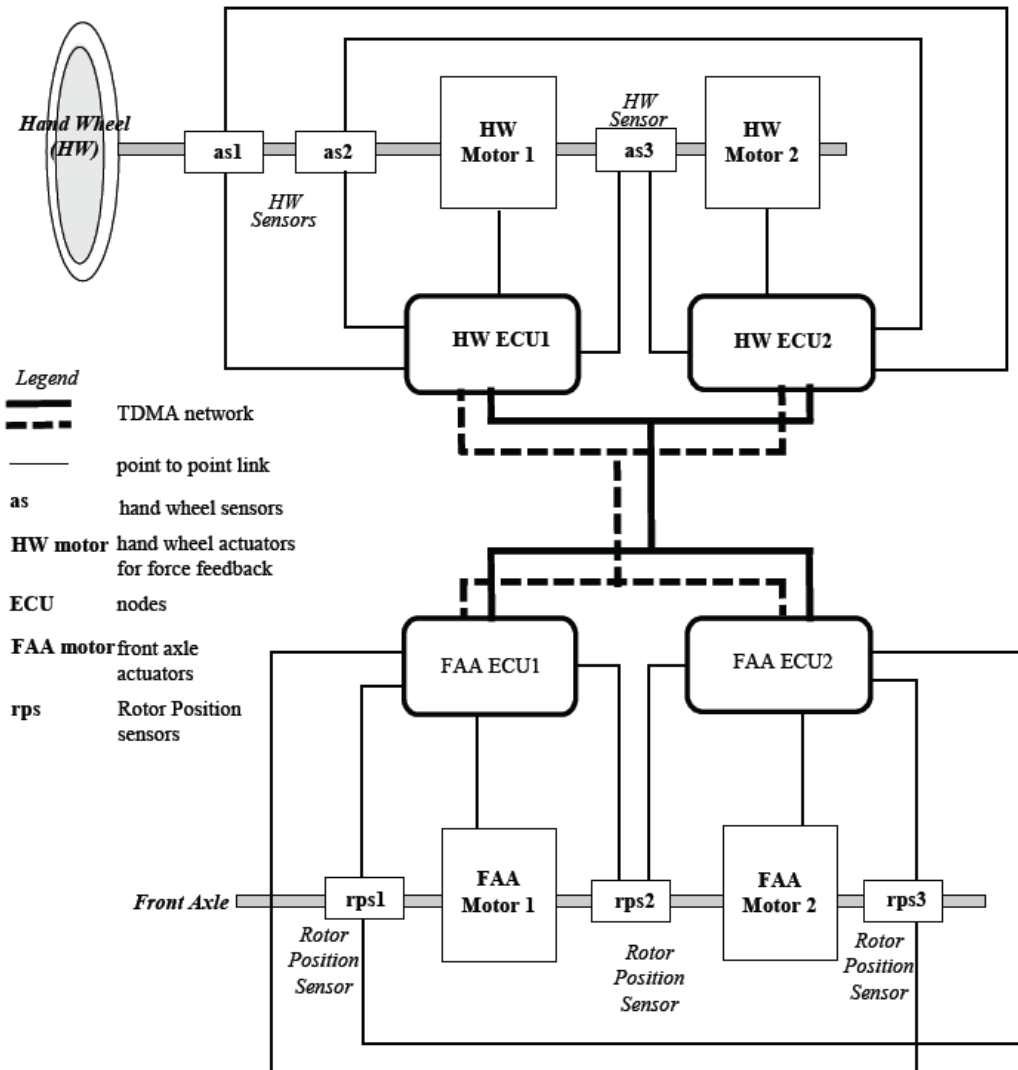 Hand Wheel
(HW)
as1
as2
HW
Sensors
HW
Motor 1
HW
Sensor
as3
HW
Motor 2
HW ECU1
HW ECU2
Legend
TDMA network
point to point link
as hand wheel sensors
HW motor hand wheel actuators
for force feedback
ECU nodes
FAA motor front axle
actuators
rps Rotor Position
sensors
FAA ECU1
FAA ECU2
Front Axle
rps1
FAA
Motor 1
rps2
FAA
Motor 2
rps3
Rotor
Position
Sensor
Rotor
Position
Sensor
Rotor
Position
Sensor